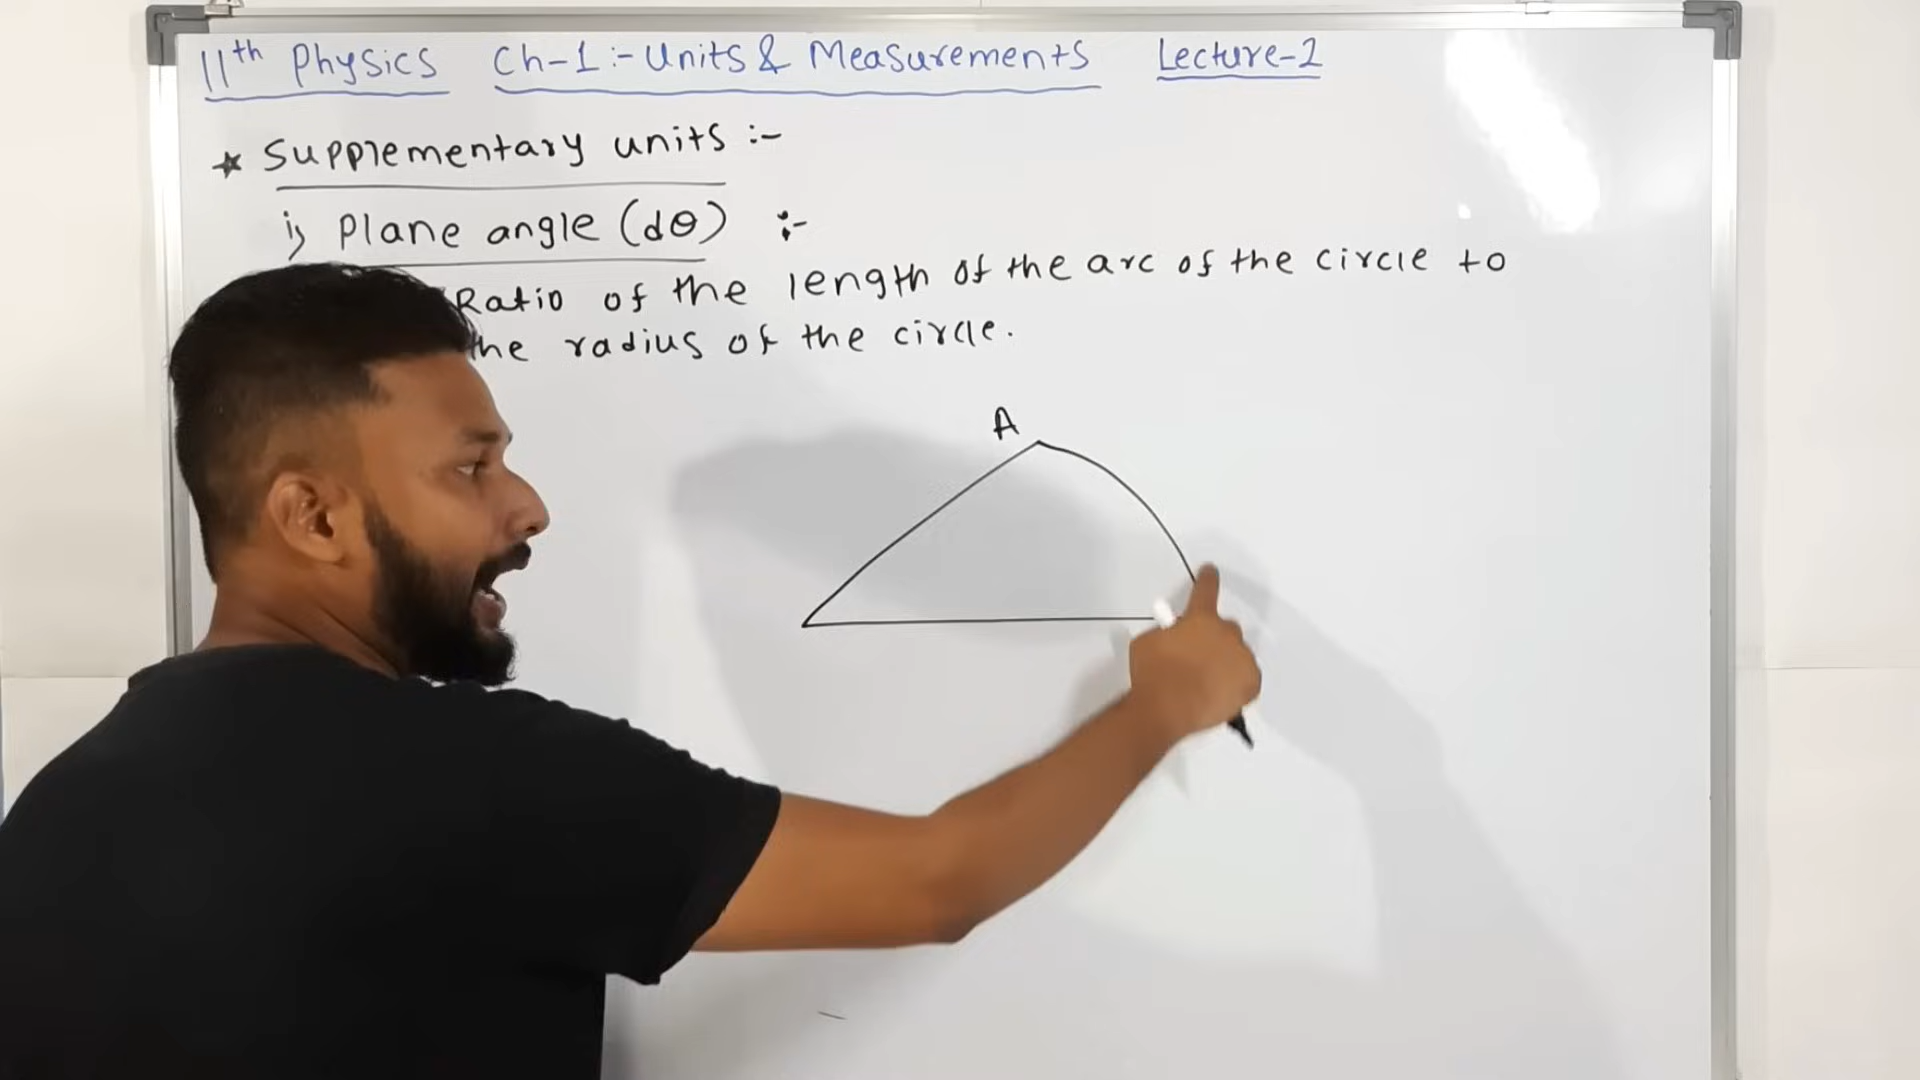 11th Physics Ch-1:- Units & Measurements Lecture-2
* Supplementary units :-
i) Plane angle (dθ) :-
Ratio of the length of the arc of the circle to
the radius of the circle.
A